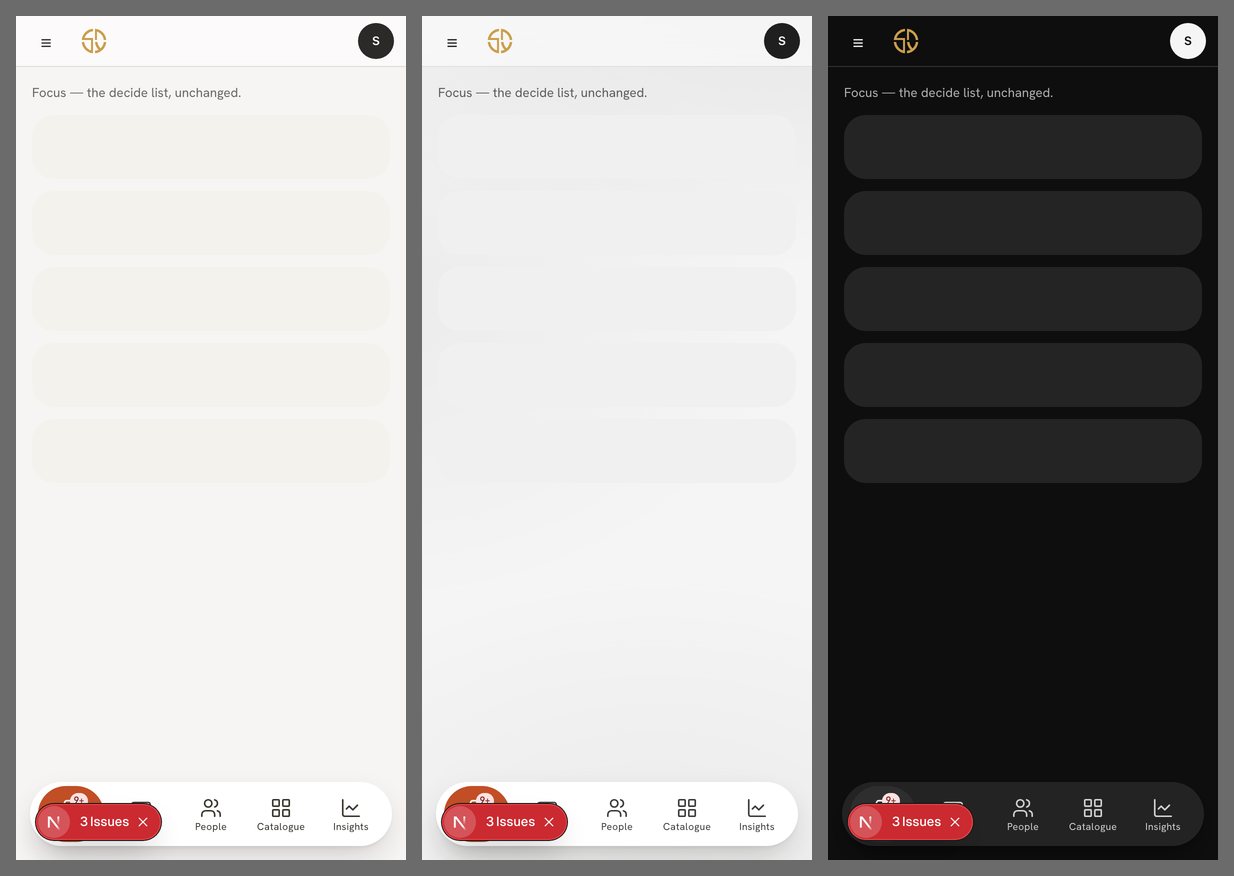 S
Focus — the decide list, unchanged.
9+
N 3 Issues
People
Catalogue
Insights
S
Focus — the decide list, unchanged.
9+
N 3 Issues
People
Catalogue
Insights
S
Focus — the decide list, unchanged.
9+
N 3 Issues
People
Catalogue
Insights